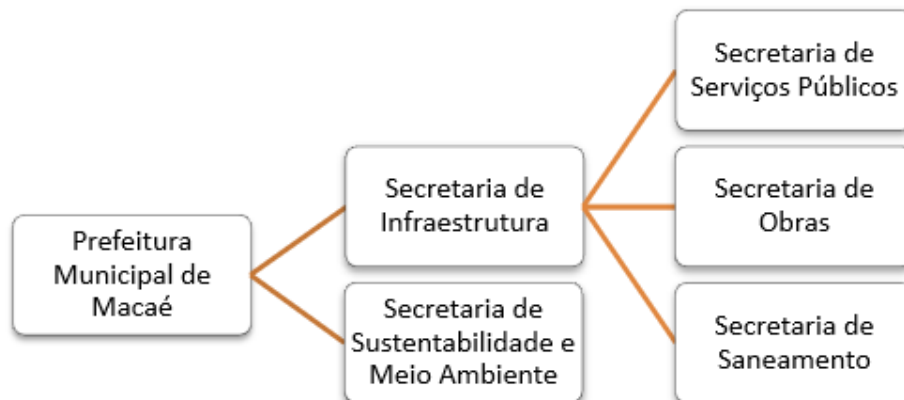 Prefeitura
Municipal de
Macaé
Secretaria de
Infraestrutura
Secretaria de
Sustentabilidade e
Meio Ambiente
Secretaria de
Serviços Públicos
Secretaria de
Obras
Secretaria de
Saneamento